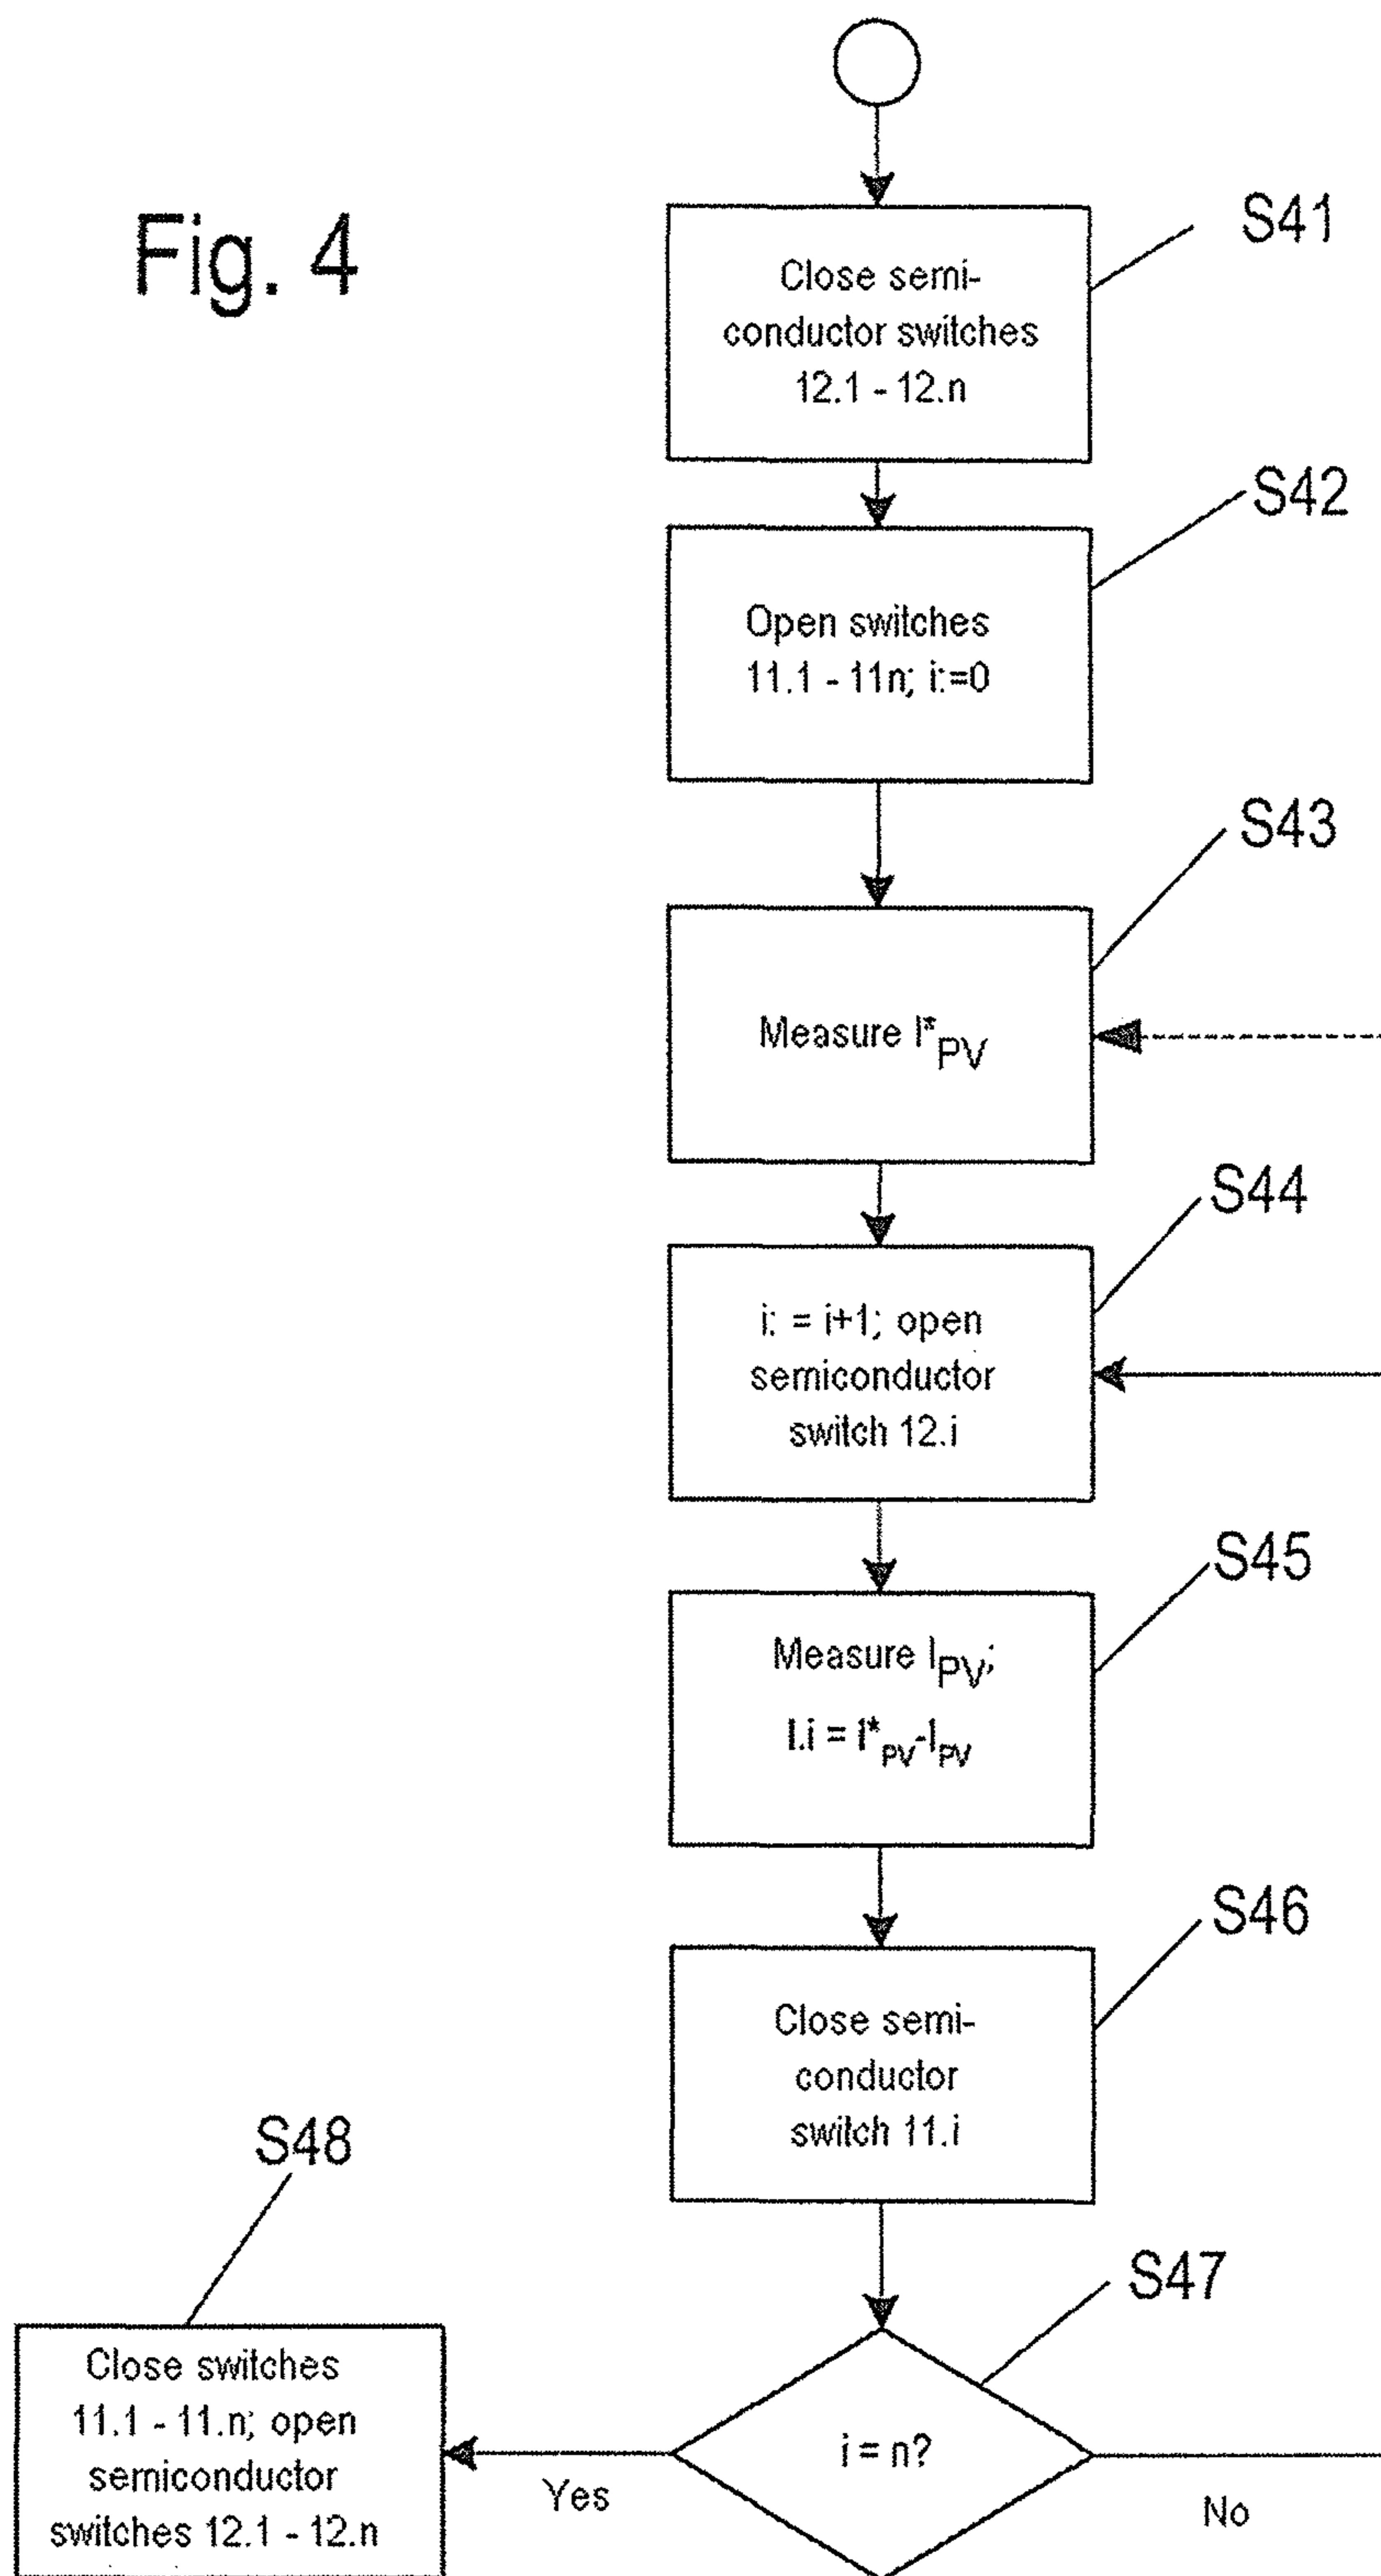 Fig. 4
S41
Close semi-
conductor switches
12.1 - 12.n
S42
Open switches
11.1 - 11n; i:=0
S43
Measure I*PV
S44
i: = i+1; open
semiconductor
switch 12.i
S45
Measure IPV;
I.i = I*PV-IPV
S46
Close semi-
conductor
switch 11.i
S47
i = n?
Yes
No
S48
Close switches
11.1 - 11.n; open
semiconductor
switches 12.1 - 12.n